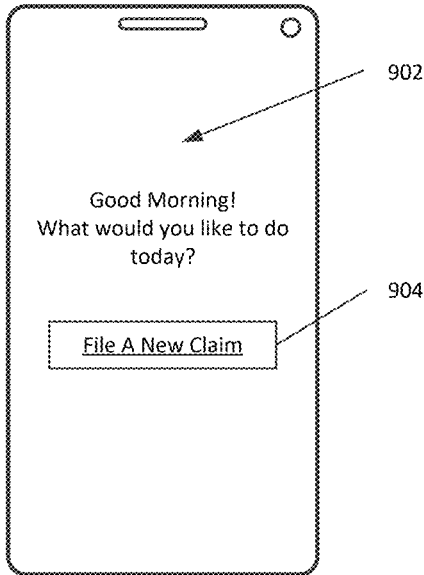 902
Good Morning!
What would you like to do
today?
904
File A New Claim